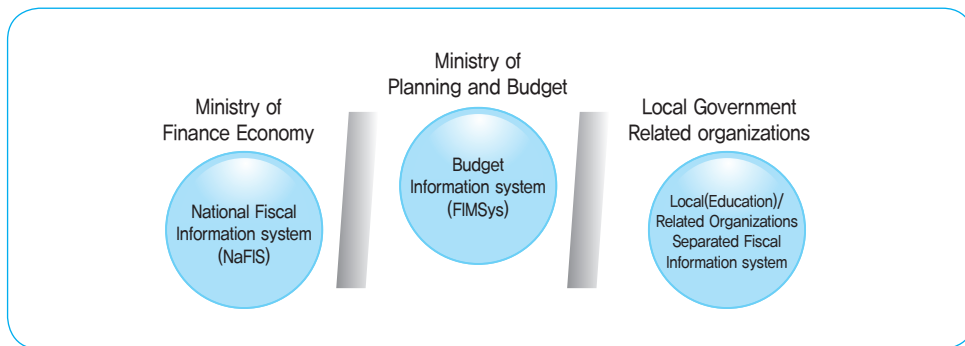 Ministry of
Finance Economy
National Fiscal
Information system
(NaFIS)
Ministry of
Planning and Budget
Budget
Information system
(FIMSys)
Local Government
Related organizations
Local(Education)/
Related Organizations
Separated Fiscal
Information system